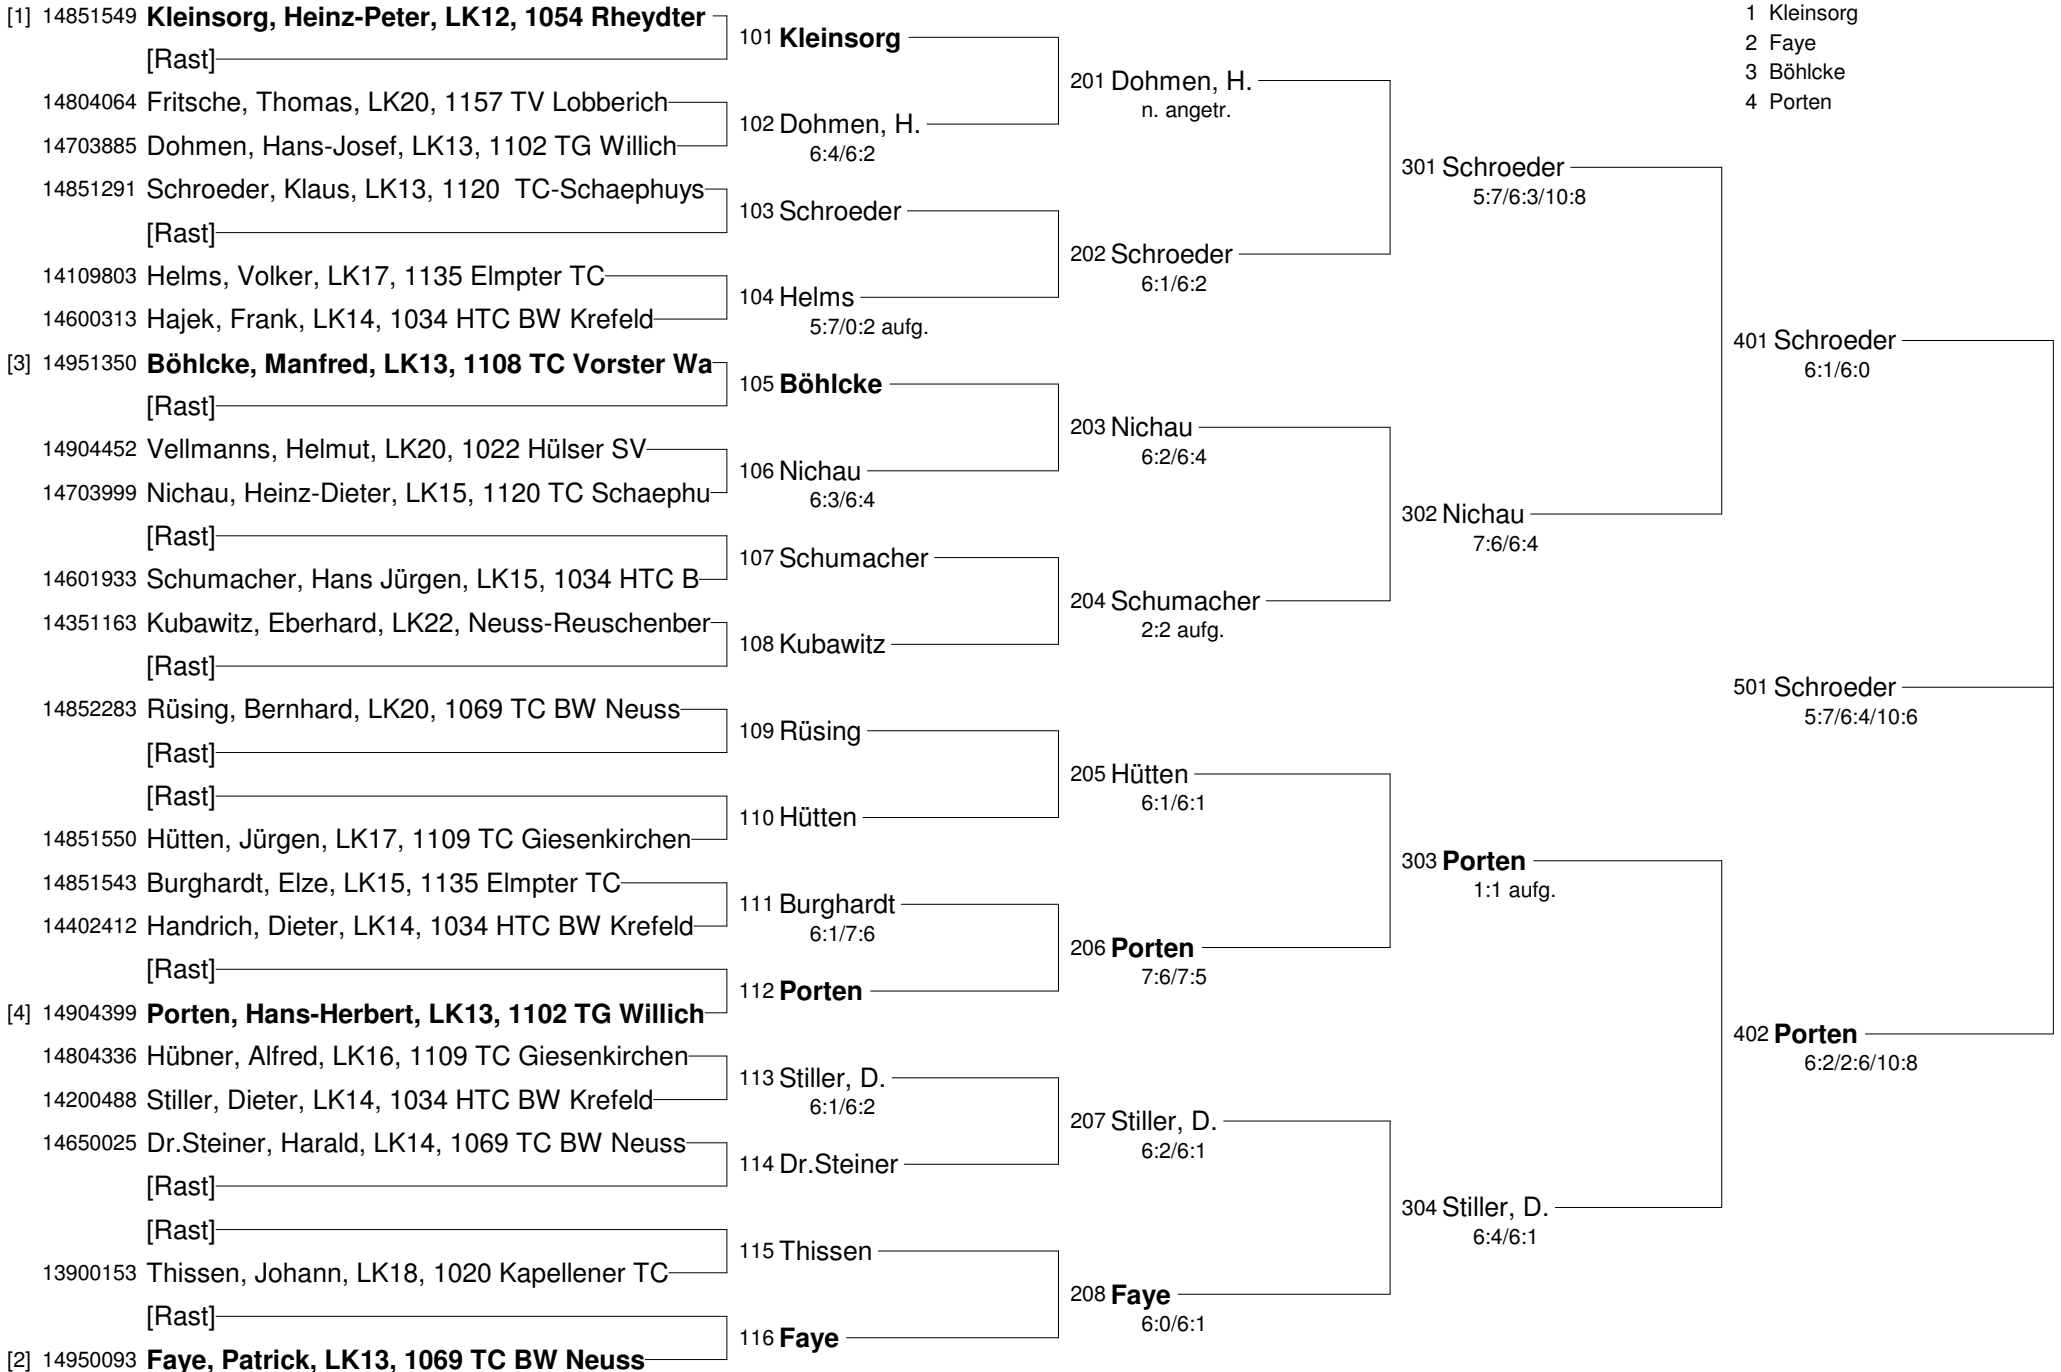 [1] 14851549 Kleinsorg, Heinz-Peter, LK12, 1054 Rheydter
[Rast]
14804064 Fritsche, Thomas, LK20, 1157 TV Lobberich
14703885 Dohmen, Hans-Josef, LK13, 1102 TG Willich
14851291 Schroeder, Klaus, LK13, 1120 TC-Schaephuys
[Rast]
14109803 Helms, Volker, LK17, 1135 Elmpter TC
14600313 Hajek, Frank, LK14, 1034 HTC BW Krefeld
[3] 14951350 Böhlcke, Manfred, LK13, 1108 TC Vorster Wa
[Rast]
14904452 Vellmanns, Helmut, LK20, 1022 Hülser SV
14703999 Nichau, Heinz-Dieter, LK15, 1120 TC Schaephu
[Rast]
14601933 Schumacher, Hans Jürgen, LK15, 1034 HTC B
14351163 Kubawitz, Eberhard, LK22, Neuss-Reuschenber
[Rast]
14852283 Rüsing, Bernhard, LK20, 1069 TC BW Neuss
[Rast]
[Rast]
14851550 Hütten, Jürgen, LK17, 1109 TC Giesenkirchen
14851543 Burghardt, Elze, LK15, 1135 Elmpter TC
14402412 Handrich, Dieter, LK14, 1034 HTC BW Krefeld
[Rast]
[4] 14904399 Porten, Hans-Herbert, LK13, 1102 TG Willich
14804336 Hübner, Alfred, LK16, 1109 TC Giesenkirchen
14200488 Stiller, Dieter, LK14, 1034 HTC BW Krefeld
14650025 Dr.Steiner, Harald, LK14, 1069 TC BW Neuss
[Rast]
[Rast]
13900153 Thissen, Johann, LK18, 1020 Kapellener TC
[Rast]
[2] 14950093 Faye, Patrick, LK13, 1069 TC BW Neuss
101 Kleinsorg
102 Dohmen, H.
6:4/6:2
103 Schroeder
104 Helms
5:7/0:2 aufg.
105 Böhlcke
106 Nichau
6:3/6:4
107 Schumacher
108 Kubawitz
109 Rüsing
110 Hütten
111 Burghardt
6:1/7:6
112 Porten
113 Stiller, D.
6:1/6:2
114 Dr.Steiner
115 Thissen
116 Faye
201 Dohmen, H.
n. angetr.
202 Schroeder
6:1/6:2
203 Nichau
6:2/6:4
204 Schumacher
2:2 aufg.
205 Hütten
6:1/6:1
206 Porten
7:6/7:5
207 Stiller, D.
6:2/6:1
208 Faye
6:0/6:1
301 Schroeder
5:7/6:3/10:8
302 Nichau
7:6/6:4
303 Porten
1:1 aufg.
304 Stiller, D.
6:4/6:1
1 Kleinsorg
2 Faye
3 Böhlcke
4 Porten
401 Schroeder
6:1/6:0
501 Schroeder
5:7/6:4/10:6
402 Porten
6:2/2:6/10:8